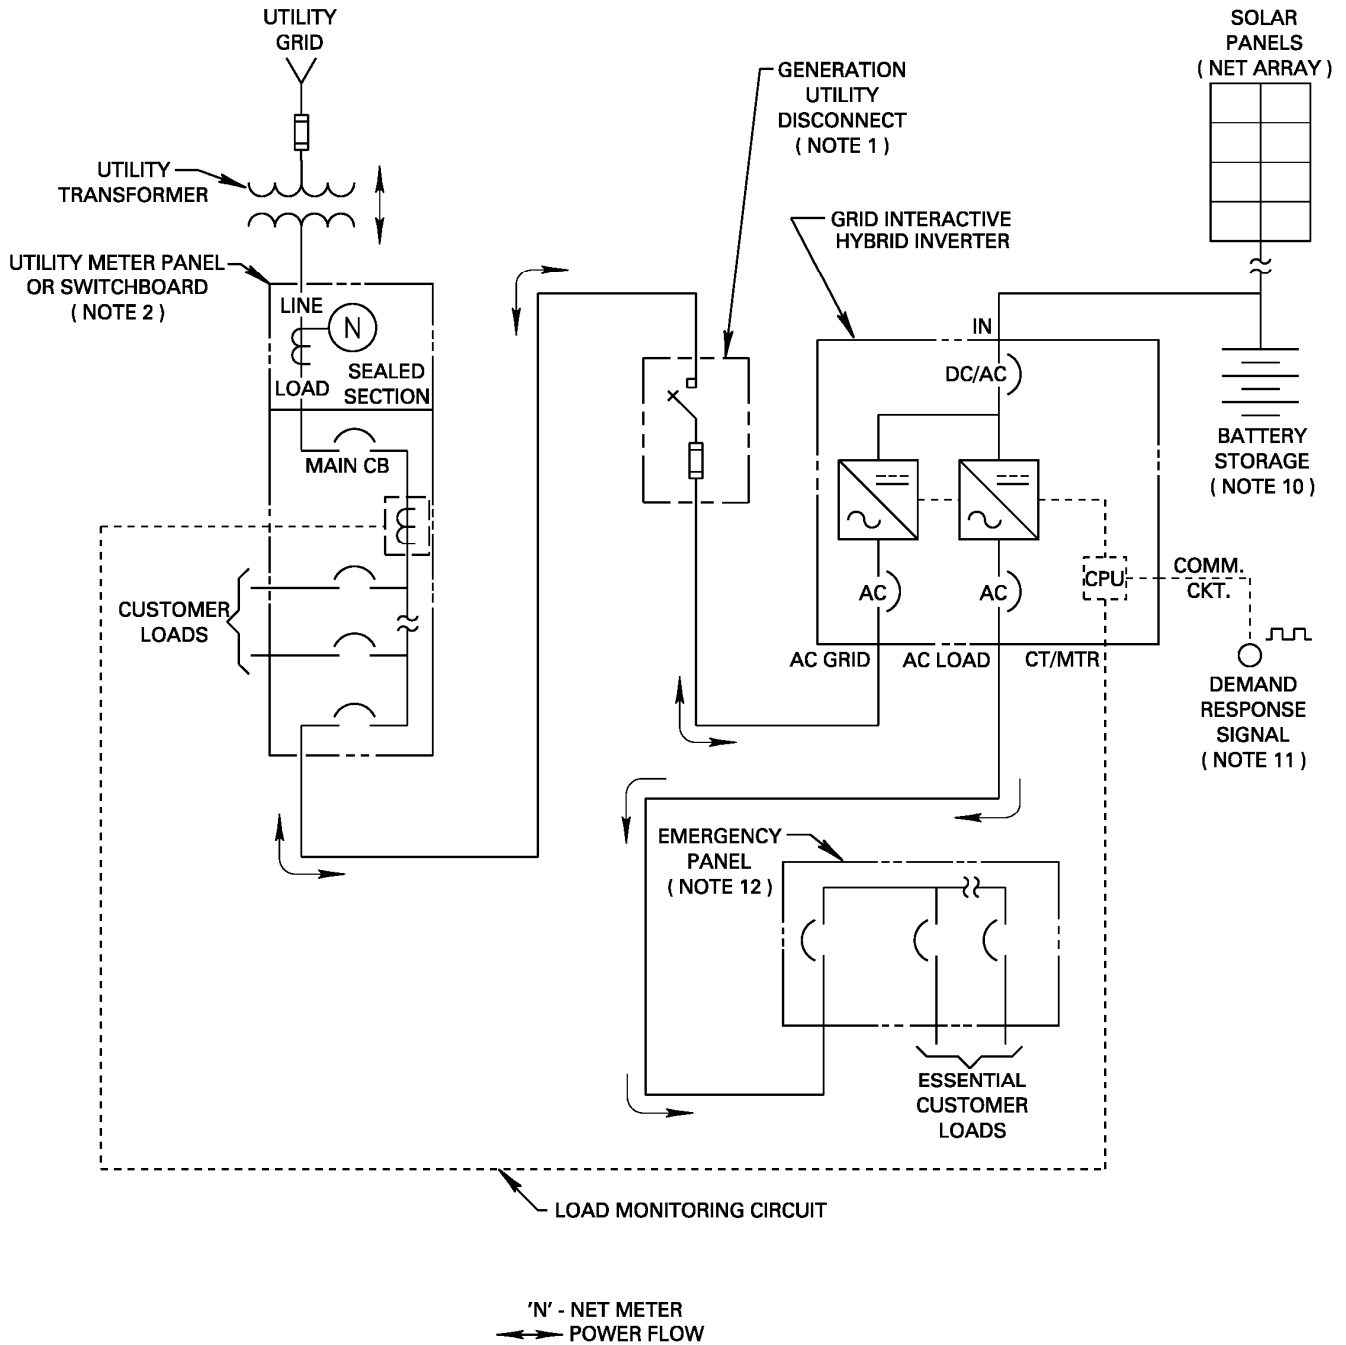 UTILITY
GRID
SOLAR
PANELS
( NET ARRAY )
GENERATION
UTILITY
DISCONNECT
( NOTE 1 )
UTILITY
TRANSFORMER
GRID INTERACTIVE
HYBRID INVERTER
UTILITY METER PANEL
OR SWITCHBOARD
( NOTE 2 )
LINE
N
SEALED
SECTION
LOAD
MAIN CB
IN
DC/AC
BATTERY
STORAGE
( NOTE 10 )
CUSTOMER
LOADS
AC
AC
CPU
COMM.
CKT.
AC GRID
AC LOAD
CT/MTR
DEMAND
RESPONSE
SIGNAL
( NOTE 11 )
EMERGENCY
PANEL
( NOTE 12 )
ESSENTIAL
CUSTOMER
LOADS
LOAD MONITORING CIRCUIT
'N' - NET METER
POWER FLOW